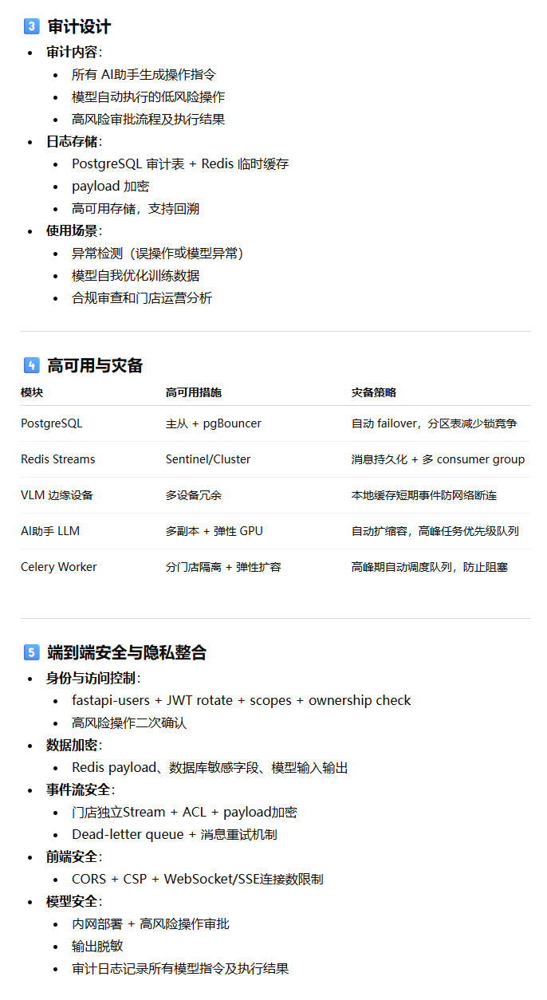 3 审计设计
• 审计内容：
• 所有 AI助手生成操作指令
• 模型自动执行的低风险操作
• 高风险审批流程及执行结果
• 日志存储：
• PostgreSQL 审计表 + Redis 临时缓存
• payload 加密
• 高可用存储，支持回溯
• 使用场景：
• 异常检测（误操作或模型异常）
• 模型自我优化训练数据
• 合规审查和门店运营分析
4 高可用与灾备
模块 高可用措施 灾备策略
PostgreSQL 主从 + pgBouncer 自动 failover，分区表减少锁竞争
Redis Streams Sentinel/Cluster 消息持久化 + 多 consumer group
VLM 边缘设备 多设备冗余 本地缓存短期事件防网络断连
AI助手 LLM 多副本 + 弹性 GPU 自动扩缩容，高峰任务优先级队列
Celery Worker 分门店隔离 + 弹性扩容 高峰期自动调度队列，防止阻塞
5 端到端安全与隐私整合
• 身份与访问控制：
• fastapi-users + JWT rotate + scopes + ownership check
• 高风险操作二次确认
• 数据加密：
• Redis payload、数据库敏感字段、模型输入输出
• 事件流安全：
• 门店独立Stream + ACL + payload加密
• Dead-letter queue + 消息重试机制
• 前端安全：
• CORS + CSP + WebSocket/SSE连接数限制
• 模型安全：
• 内网部署 + 高风险操作审批
• 输出脱敏
• 审计日志记录所有模型指令及执行结果